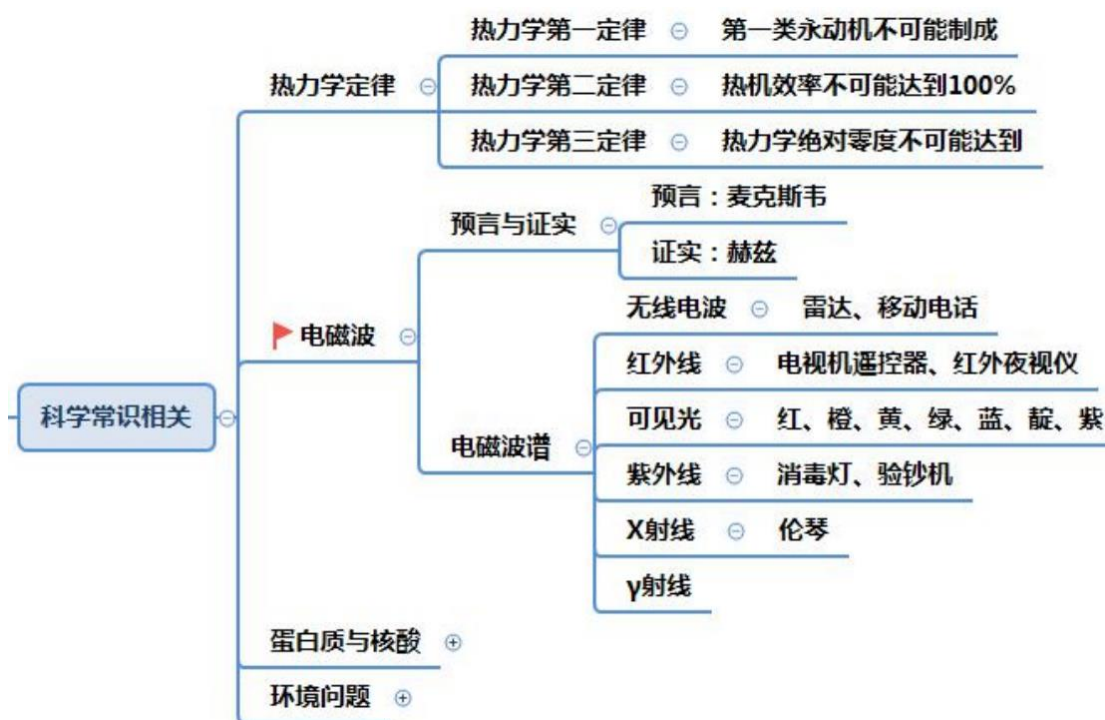 科学常识相关
热力学定律
热力学第一定律 第一类永动机不可能制成
热力学第二定律 热机效率不可能达到100%
热力学第三定律 热力学绝对零度不可能达到
电磁波
预言与证实
预言：麦克斯韦
证实：赫兹
电磁波谱
无线电波 雷达、移动电话
红外线 电视机遥控器、红外夜视仪
可见光 红、橙、黄、绿、蓝、靛、紫
紫外线 消毒灯、验钞机
X射线 伦琴
γ射线
蛋白质与核酸
环境问题